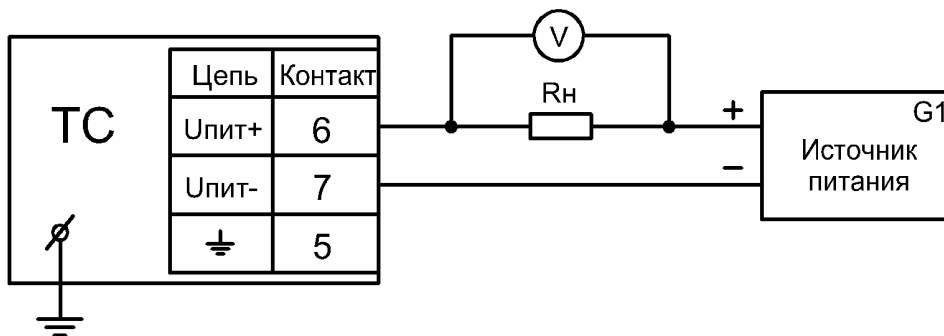 V
Цепь Контакт
Rн
G1
ТС
Uпит+ 6
+
Источник
питания
Uпит- 7
–
5